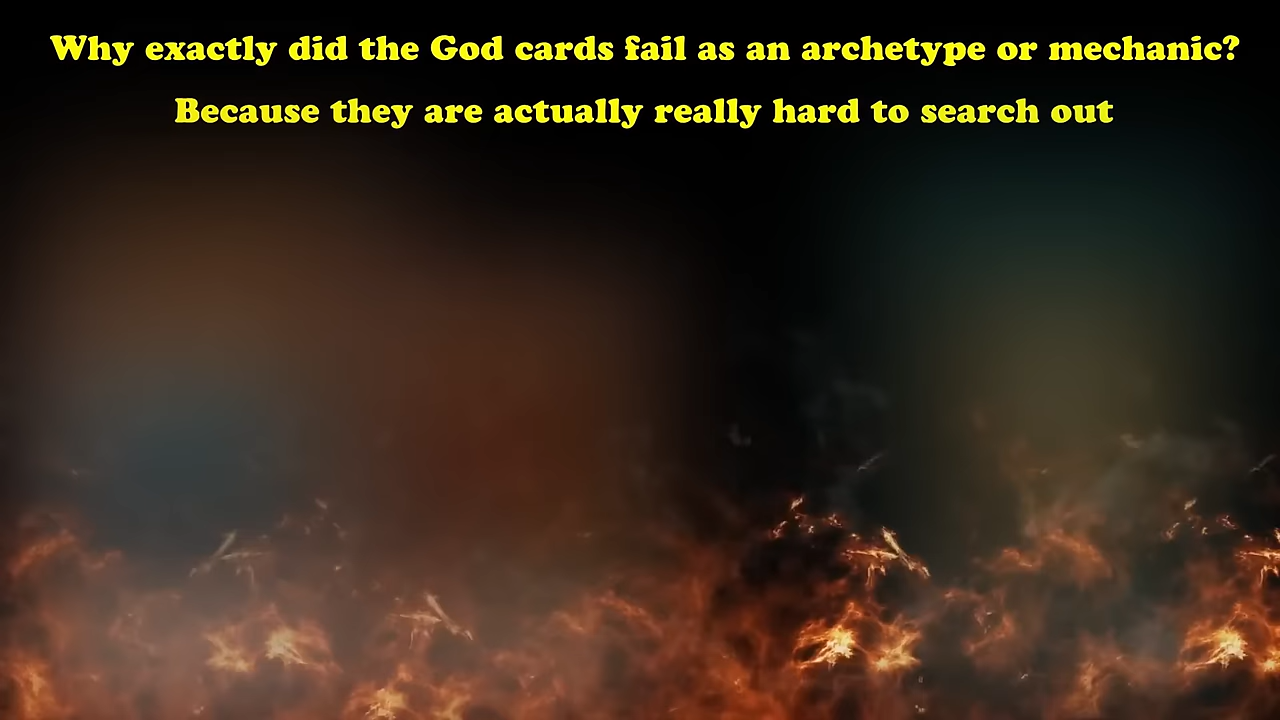 Why exactly did the God cards fail as an archetype or mechanic?
Because they are actually really hard to search out